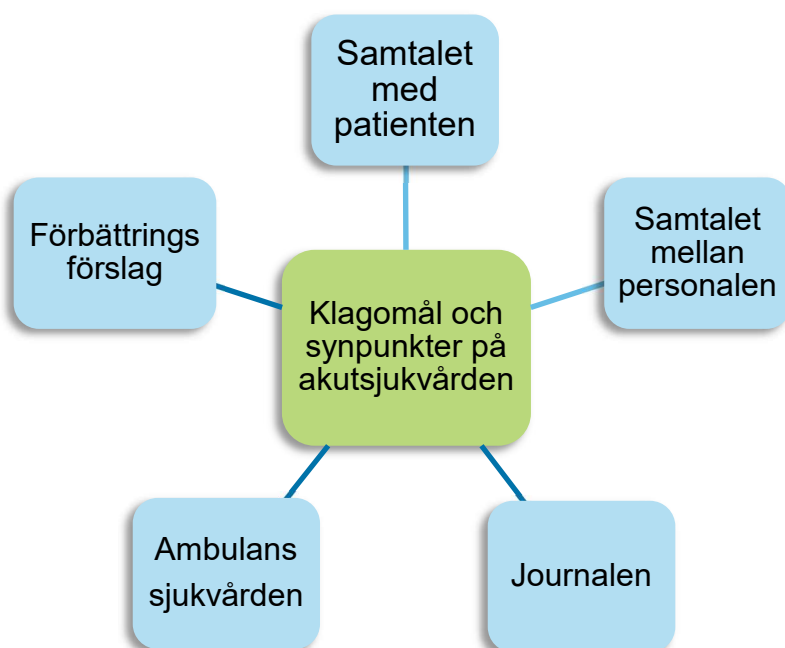 Samtalet
med
patienten
Förbättrings
förslag
Samtalet
mellan
personalen
Klagomål och
synpunkter på
akutsjukvården
Ambulans
sjukvården
Journalen